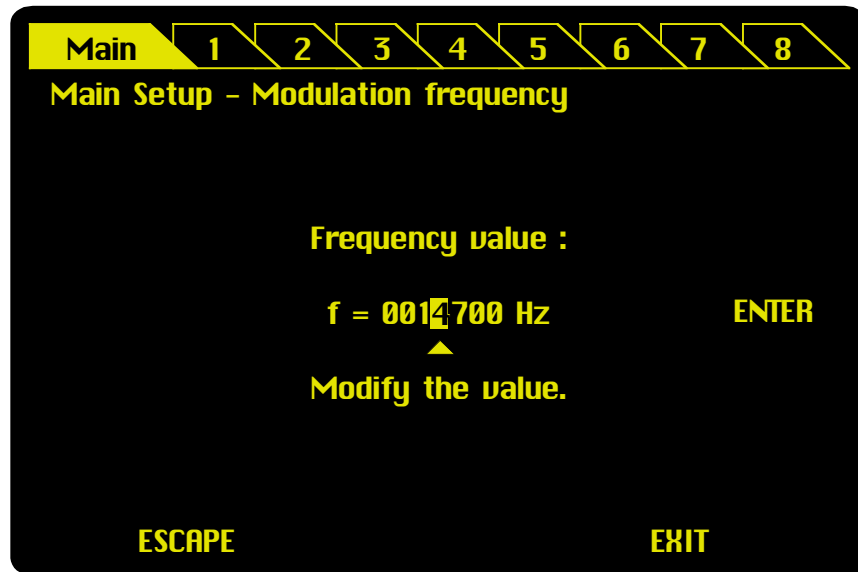 Main 1 2 3 4 5 6 7 8
Main Setup - Modulation frequency
Frequency value :
f = 0014700 Hz
ENTER
Modify the value.
ESCAPE EXIT